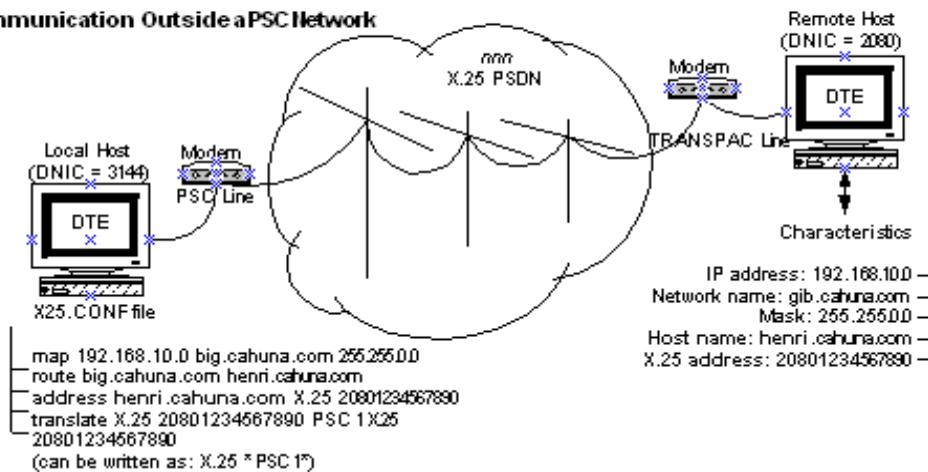 mmunication Outside a PSC Network
Remote Host
(DNIC = 2080)
X.25 PSDN
Modem
DTE
TRANSPAC Line
Local Host
(DNIC = 3144)
Modem
PSC Line
DTE
X25.CONF file
Characteristics
IP address: 192.168.10.0
Network name: gib.cahuna.com
Mask: 255.255.0.0
Host name: henri.cahuna.com
X.25 address: 20801234567890
map 192.168.10.0 big.cahuna.com 255.255.0.0
route big.cahuna.com henri.cahuna.com
address henri.cahuna.com X.25 20801234567890
translate X.25 20801234567890 PSC 1X25
20801234567890
(can be written as: X.25 * PSC 1*)